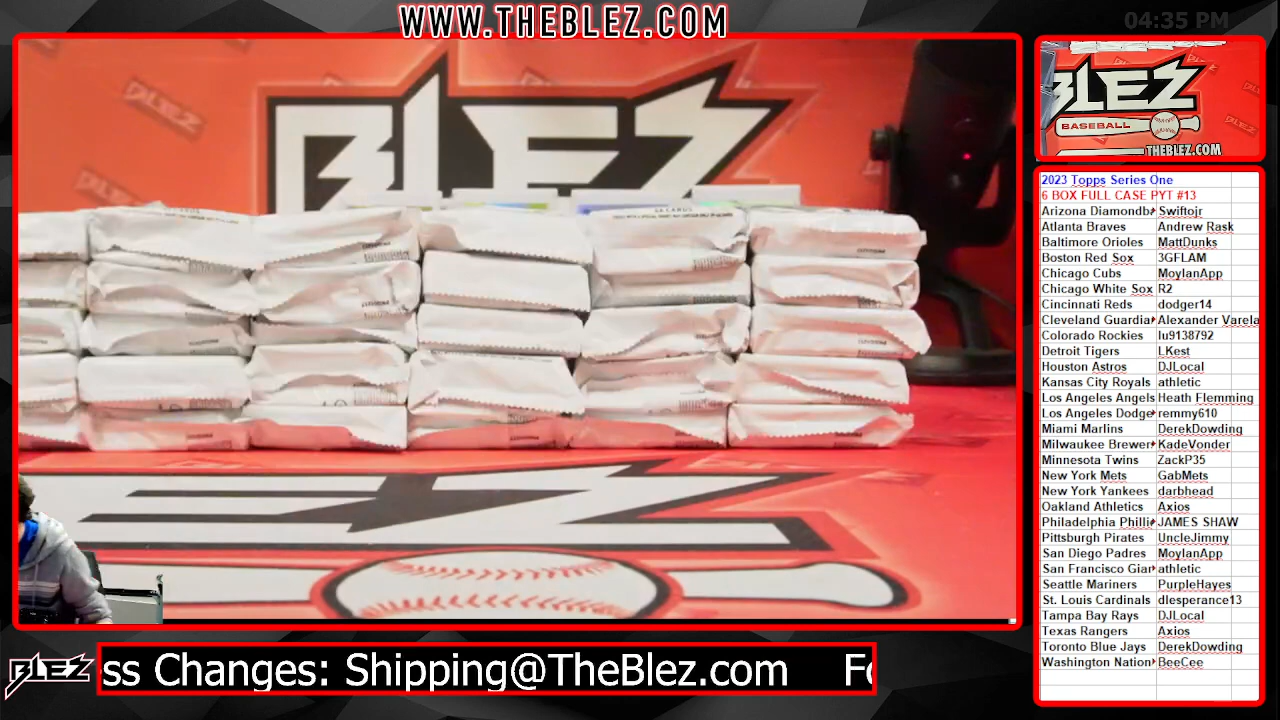 WWW.THEBLEZ.COM
04:35 PM
BLEZ
BLEZ
BASEBALL
THEBLEZ.COM
2023 Topps Series One
6 BOX FULL CASE PYT #13
Arizona Diamondba Swiftojr
Atlanta Braves Andrew Rask
Baltimore Orioles MattDunks
Boston Red Sox 3GFLAM
Chicago Cubs MoylanApp
Chicago White Sox R2
Cincinnati Reds dodger14
Cleveland Guardia Alexander Varela
Colorado Rockies lu9138792
Detroit Tigers LKest
Houston Astros DJLocal
Kansas City Royals athletic
Los Angeles Angels Heath Flemming
Los Angeles Dodge remmy610
Miami Marlins DerekDowding
Milwaukee Brewer KadeVonder
Minnesota Twins ZackP35
New York Mets GabMets
New York Yankees darbhead
Oakland Athletics Axios
Philadelphia Philli JAMES SHAW
Pittsburgh Pirates UncleJimmy
San Diego Padres MoylanApp
San Francisco Gian athletic
Seattle Mariners PurpleHayes
St. Louis Cardinals dlesperance13
Tampa Bay Rays DJLocal
Texas Rangers Axios
Toronto Blue Jays DerekDowding
Washington Nation BeeCee
BLEZ
ss Changes: Shipping@TheBlez.com Fo